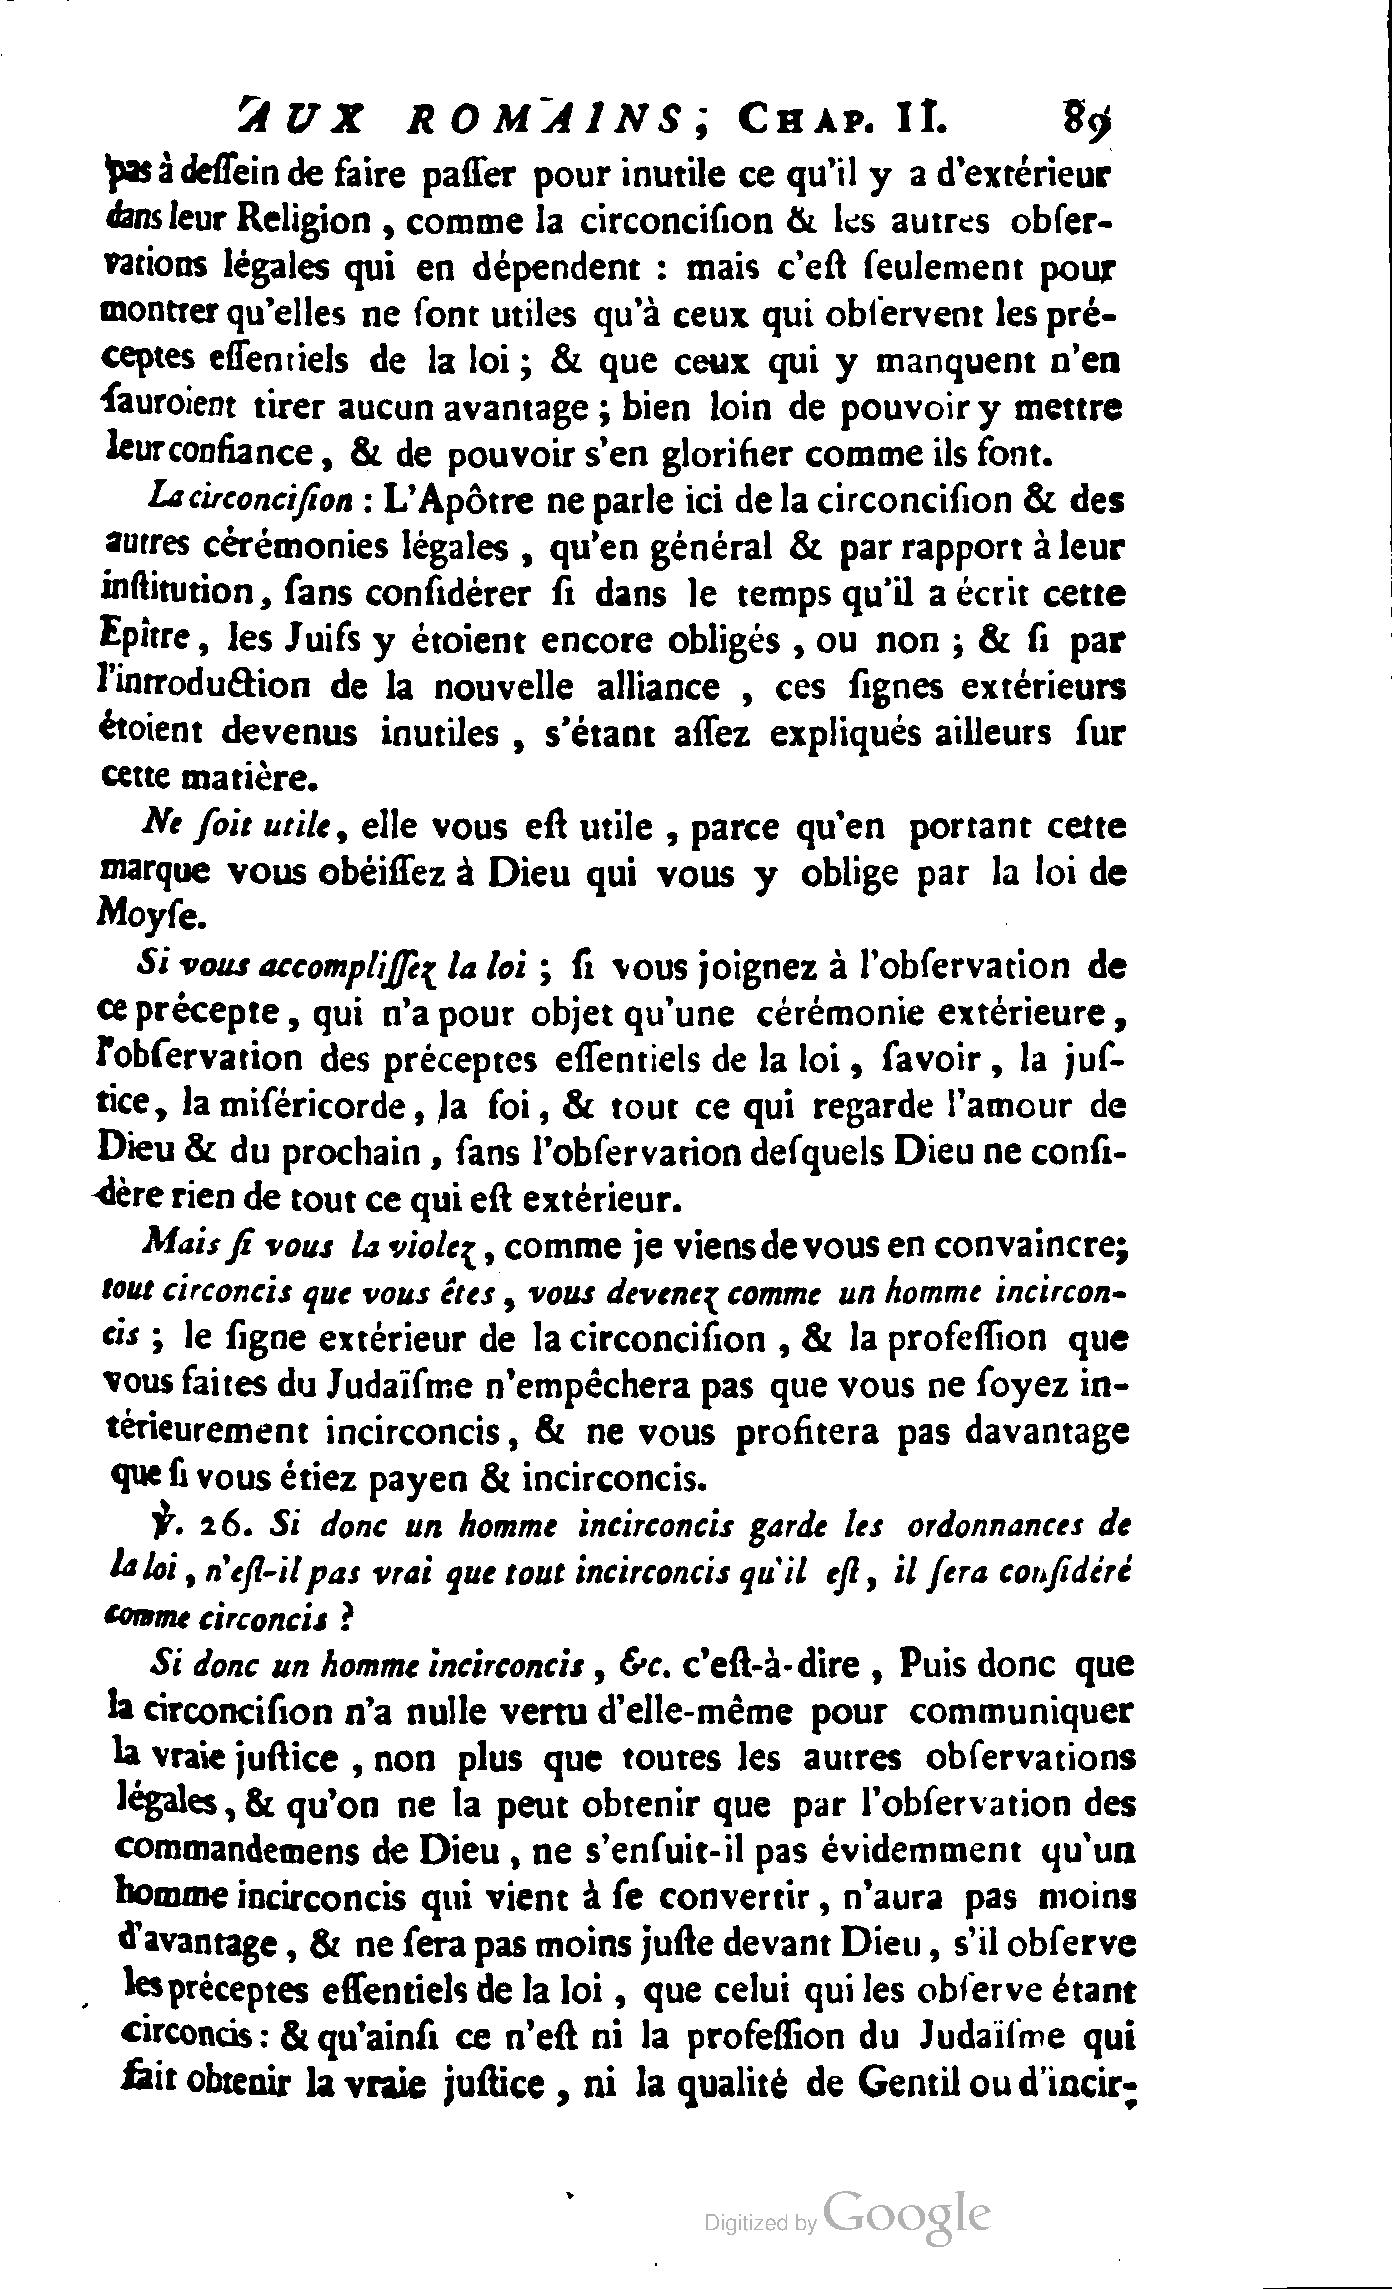 AUX ROMAINS; CHAP. II. 89
pas à deſſein de faire paſſer pour inutile ce qu'il y a d'extérieur
dans leur Religion , comme la circonciſion & les autres obſer-
vations légales qui en dépendent : mais c'eſt ſeulement pour
montrer qu'elles ne ſont utiles qu'à ceux qui obſervent les pré-
ceptes eſſentiels de la loi ; & que ceux qui y manquent n'en
ſauroient tirer aucun avantage ; bien loin de pouvoir y mettre
leur confiance, & de pouvoir s'en glorifier comme ils font.
La circonciſion : L'Apôtre ne parle ici de la circonciſion & des
autres cérémonies légales , qu'en général & par rapport à leur
inſtitution, ſans conſidérer ſi dans le temps qu'il a écrit cette
Epître, les Juifs y étoient encore obligés , ou non ; & ſi par
l'introduction de la nouvelle alliance , ces ſignes extérieurs
étoient devenus inutiles , s'étant aſſez expliqués ailleurs ſur
cette matière.
Ne ſoit utile, elle vous eſt utile , parce qu'en portant cette
marque vous obéiſſez à Dieu qui vous y oblige par la loi de
Moyſe.
Si vous accompliſſez la loi ; ſi vous joignez à l'obſervation de
ce précepte, qui n'a pour objet qu'une cérémonie extérieure,
l'obſervation des préceptes eſſentiels de la loi, ſavoir, la juſ-
tice, la miſéricorde, la foi, & tout ce qui regarde l'amour de
Dieu & du prochain , ſans l'obſervation deſquels Dieu ne conſi-
dère rien de tout ce qui eſt extérieur.
Mais ſi vous la violez, comme je viens de vous en convaincre;
tout circoncis que vous êtes , vous devenez comme un homme incircon-
cis ; le ſigne extérieur de la circonciſion , & la profeſſion que
vous faites du Judaïſme n'empêchera pas que vous ne ſoyez in-
térieurement incirconcis, & ne vous profitera pas davantage
que ſi vous étiez payen & incirconcis.
℣. 26. Si donc un homme incirconcis garde les ordonnances de
la loi, n'eſt-il pas vrai que tout incirconcis qu'il eſt, il ſera conſidéré
comme circoncis ?
Si donc un homme incirconcis, &c. c'eſt-à-dire , Puis donc que
la circonciſion n'a nulle vertu d'elle-même pour communiquer
la vraie juſtice , non plus que toutes les autres obſervations
légales, & qu'on ne la peut obtenir que par l'obſervation des
commandemens de Dieu , ne s'enſuit-il pas évidemment qu'un
homme incirconcis qui vient à ſe convertir, n'aura pas moins
d'avantage, & ne ſera pas moins juſte devant Dieu, s'il obſerve
les préceptes eſſentiels de la loi , que celui qui les obſerve étant
circoncis : & qu'ainſi ce n'eſt ni la profeſſion du Judaïſme qui
fait obtenir la vraie juſtice , ni la qualité de Gentil ou d'incir-
Digitized by Google